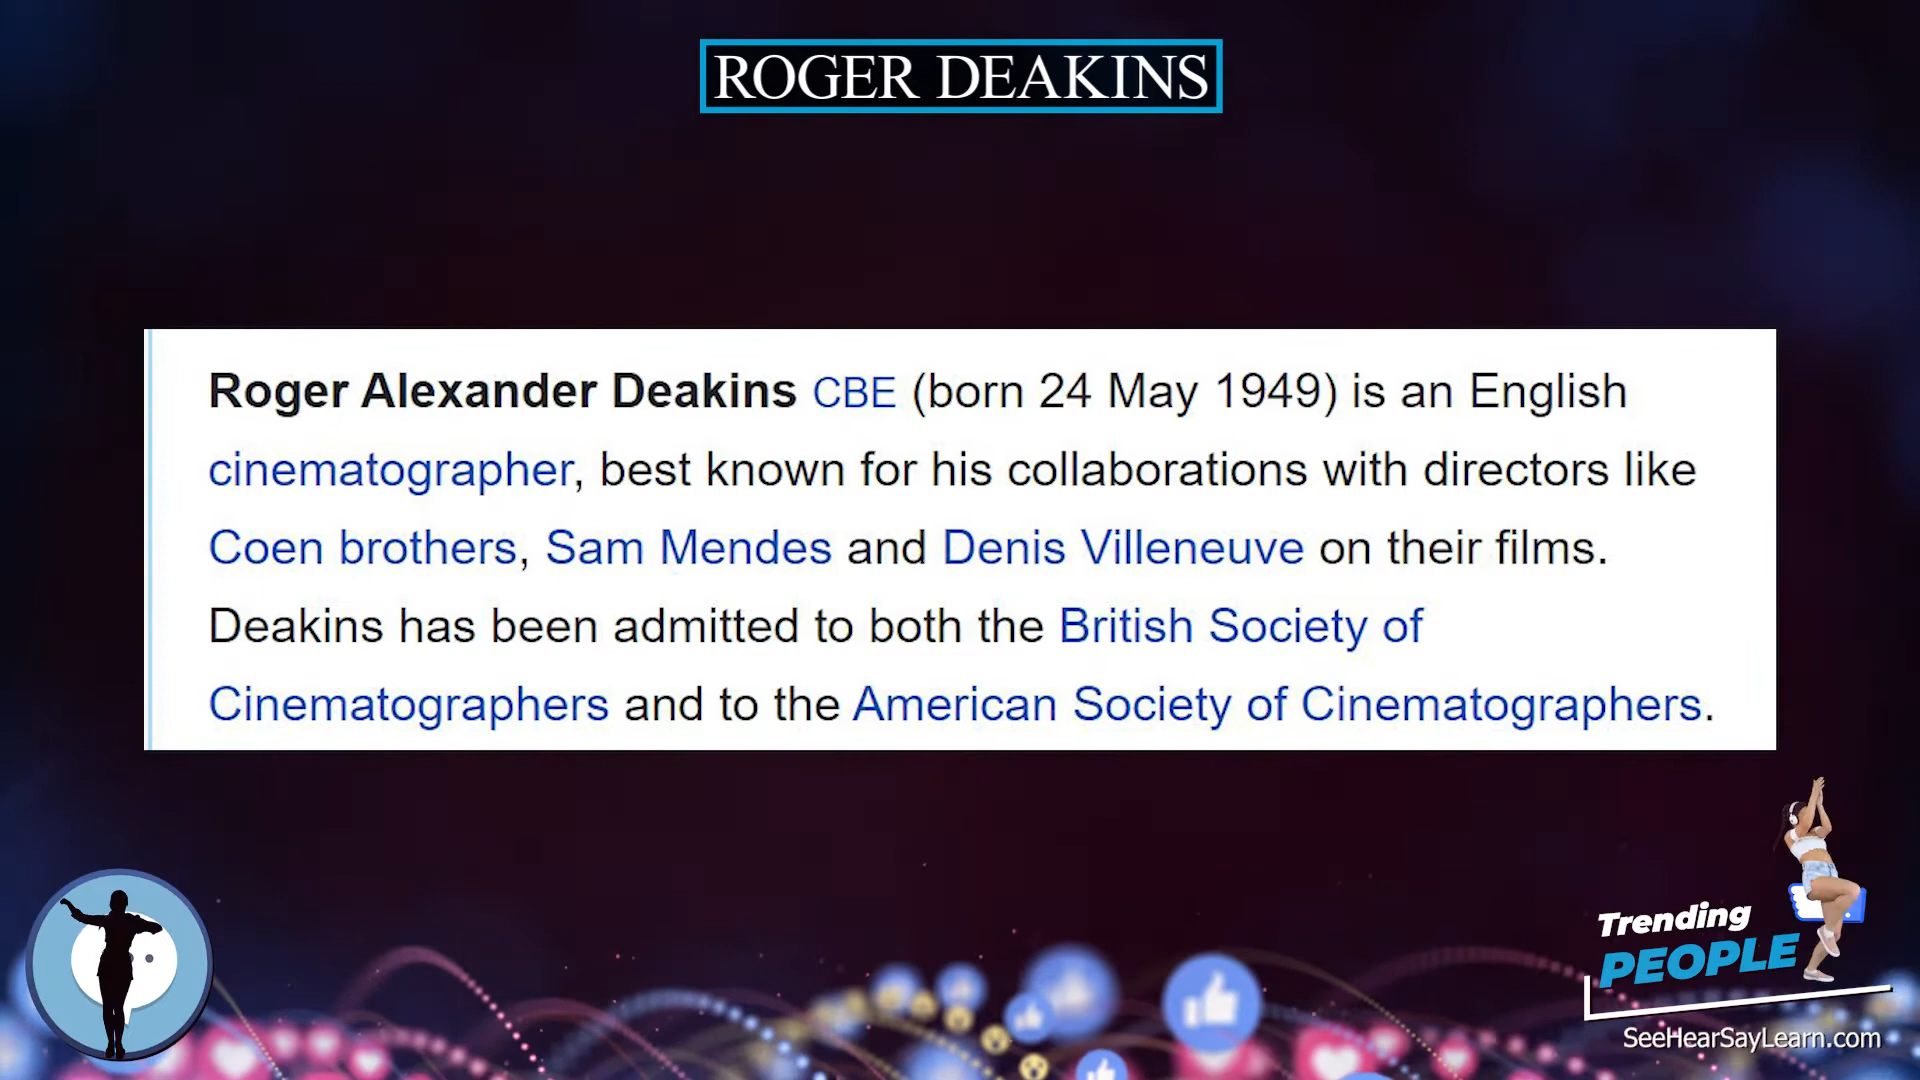 ROGER DEAKINS
Roger Alexander Deakins CBE (born 24 May 1949) is an English
cinematographer, best known for his collaborations with directors like
Coen brothers, Sam Mendes and Denis Villeneuve on their films.
Deakins has been admitted to both the British Society of
Cinematographers and to the American Society of Cinematographers.
Trending
PEOPLE
SeeHearSayLearn.com